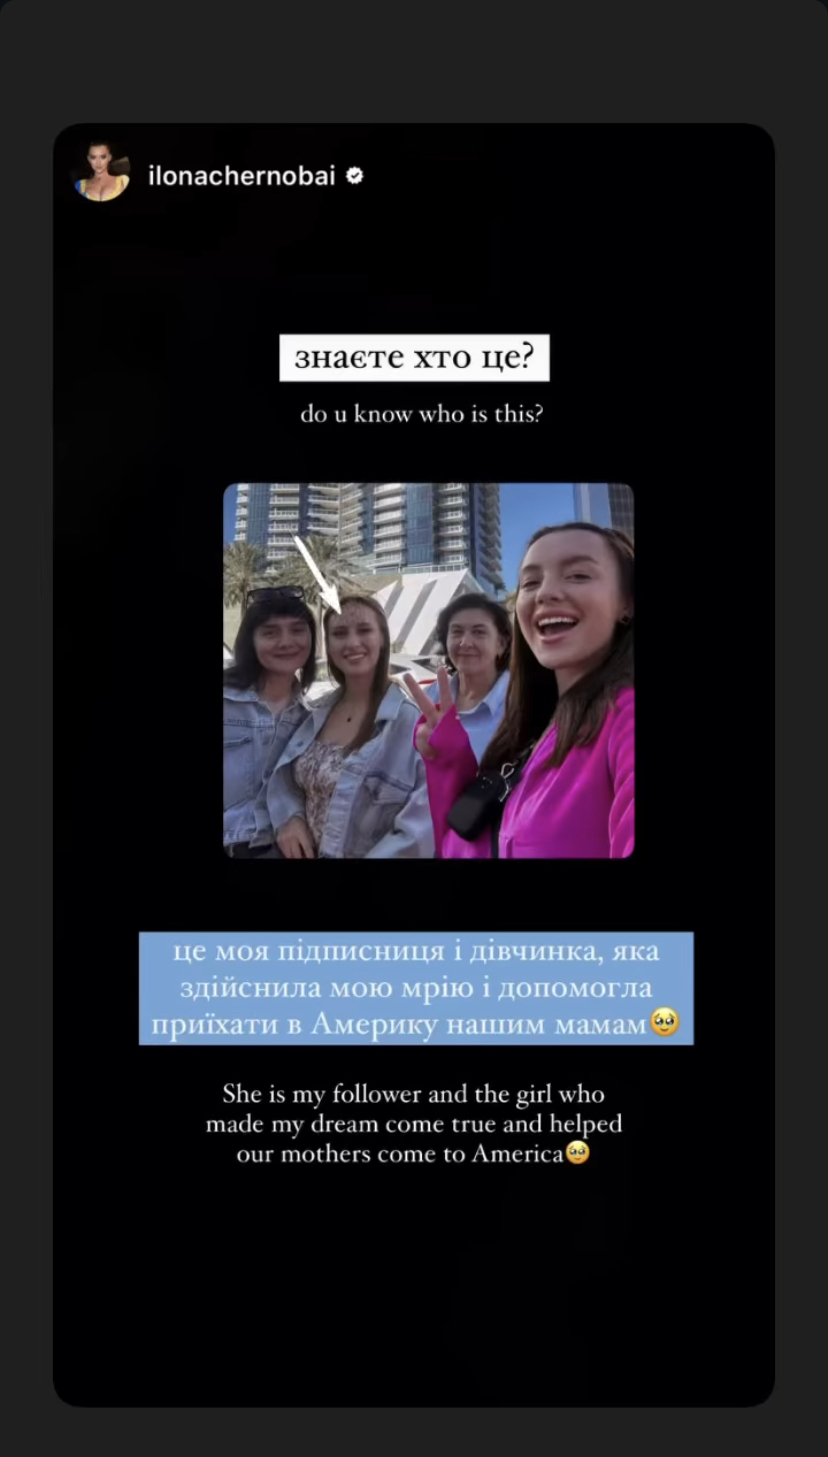 ilonachernobai
знаєте хто це?
do u know who is this?
це моя підписниця і дівчинка, яка
здійснила мою мрію і допомогла
приїхати в Америку нашим мамам🥹
She is my follower and the girl who
made my dream come true and helped
our mothers come to America🥹